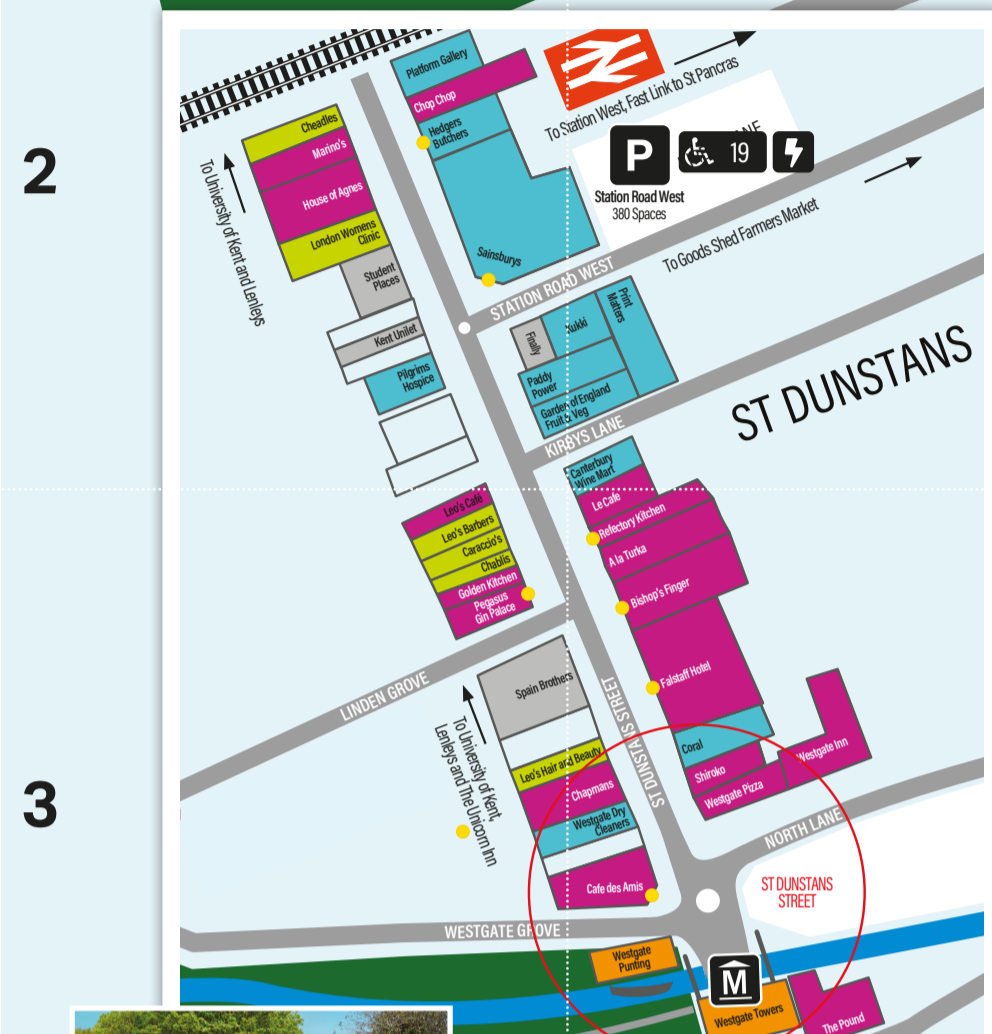 2
3
Platform Gallery
Chop Chop
Hedgers
Butchers
Sainsburys
Cheadles
Marino's
House of Agnes
London Womens
Clinic
Student
Places
Kent Unilet
Pilgrims
Hospice
To University of Kent and Lenleys
To Station West, Fast Link to St Pancras
P
19
Station Road West
380 Spaces
STATION ROAD WEST
To Goods Shed Farmers Market
Finally
Kukki
Print
Matters
Paddy
Power
Garden of England
Fruit & Veg
KIRBYS LANE
ST DUNSTANS
Canterbury
Wine Mart
Le Cafe
Refectory Kitchen
A la Turka
Bishop's Finger
Falstaff Hotel
Coral
Shiroko
Westgate Pizza
Westgate Inn
Leo's Café
Leo's Barbers
Caraccio's
Chablis
Golden Kitchen
Pegasus
Gin Palace
LINDEN GROVE
Spain Brothers
Leo's Hair and Beauty
Chapmans
Westgate Dry
Cleaners
Cafe des Amis
To University of Kent,
Lenleys and The Unicorn Inn
ST DUNSTANS STREET
NORTH LANE
ST DUNSTANS
STREET
WESTGATE GROVE
Westgate
Punting
M
Westgate Towers
The Pound